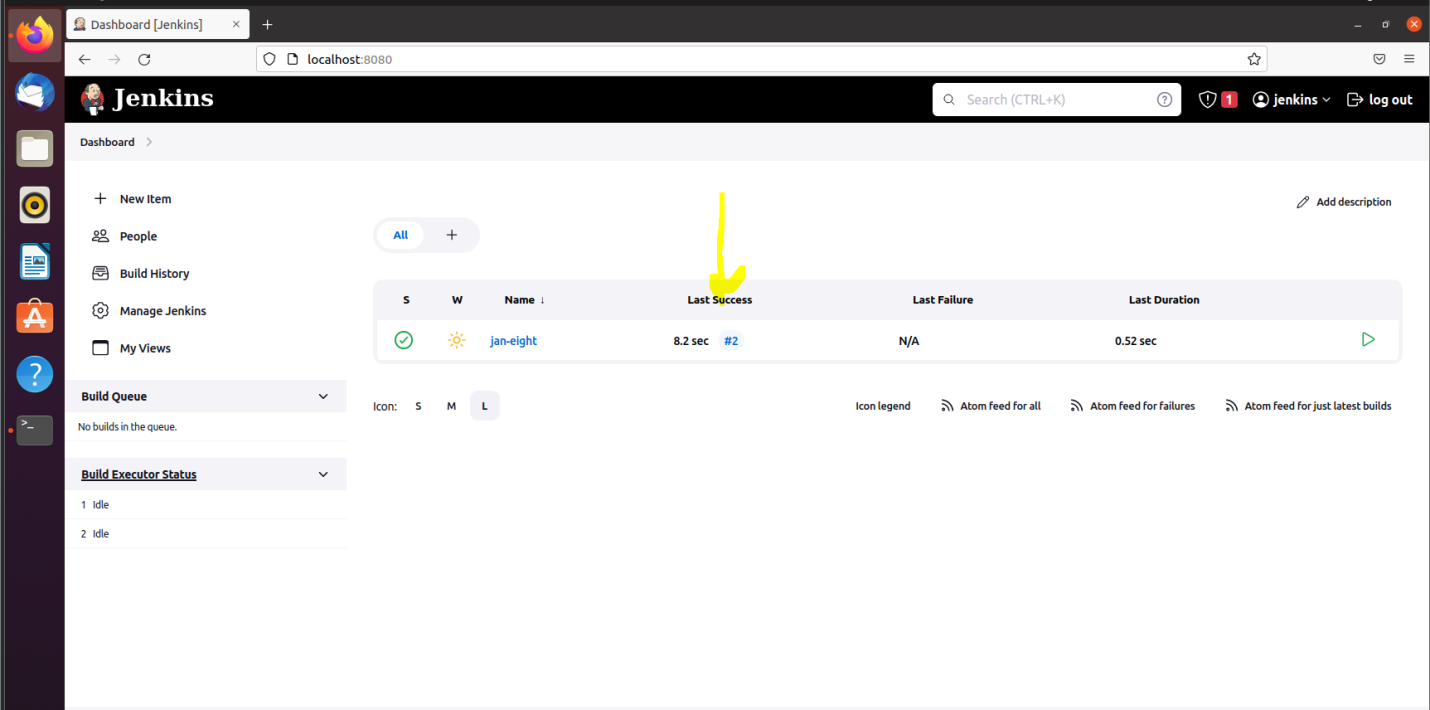 Dashboard [Jenkins]
localhost:8080
Jenkins
Search (CTRL+K)
1
jenkins
log out
Dashboard
New Item
People
Build History
Manage Jenkins
My Views
Build Queue
No builds in the queue.
Build Executor Status
1 Idle
2 Idle
Add description
All +
S W Name ↓ Last Success Last Failure Last Duration
jan-eight 8.2 sec #2 N/A 0.52 sec
Icon: S M L
Icon legend Atom feed for all Atom feed for failures Atom feed for just latest builds